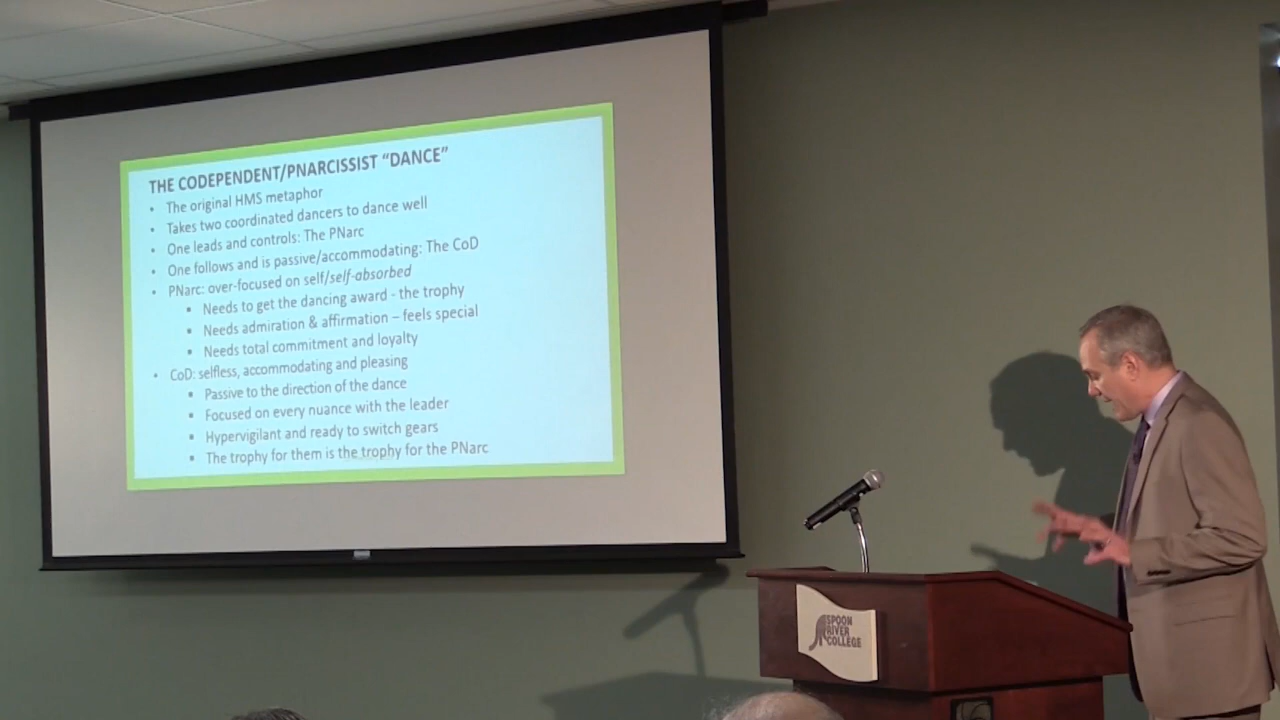 THE CODEPENDENT/PNARCISSIST “DANCE”
• The original HMS metaphor
• Takes two coordinated dancers to dance well
• One leads and controls: The PNarc
• One follows and is passive/accommodating: The CoD
• PNarc: over-focused on self/self-absorbed
▪ Needs to get the dancing award - the trophy
▪ Needs admiration & affirmation – feels special
▪ Needs total commitment and loyalty
• CoD: selfless, accommodating and pleasing
▪ Passive to the direction of the dance
▪ Focused on every nuance with the leader
▪ Hypervigilant and ready to switch gears
▪ The trophy for them is the trophy for the PNarc
SPOON
RIVER
COLLEGE